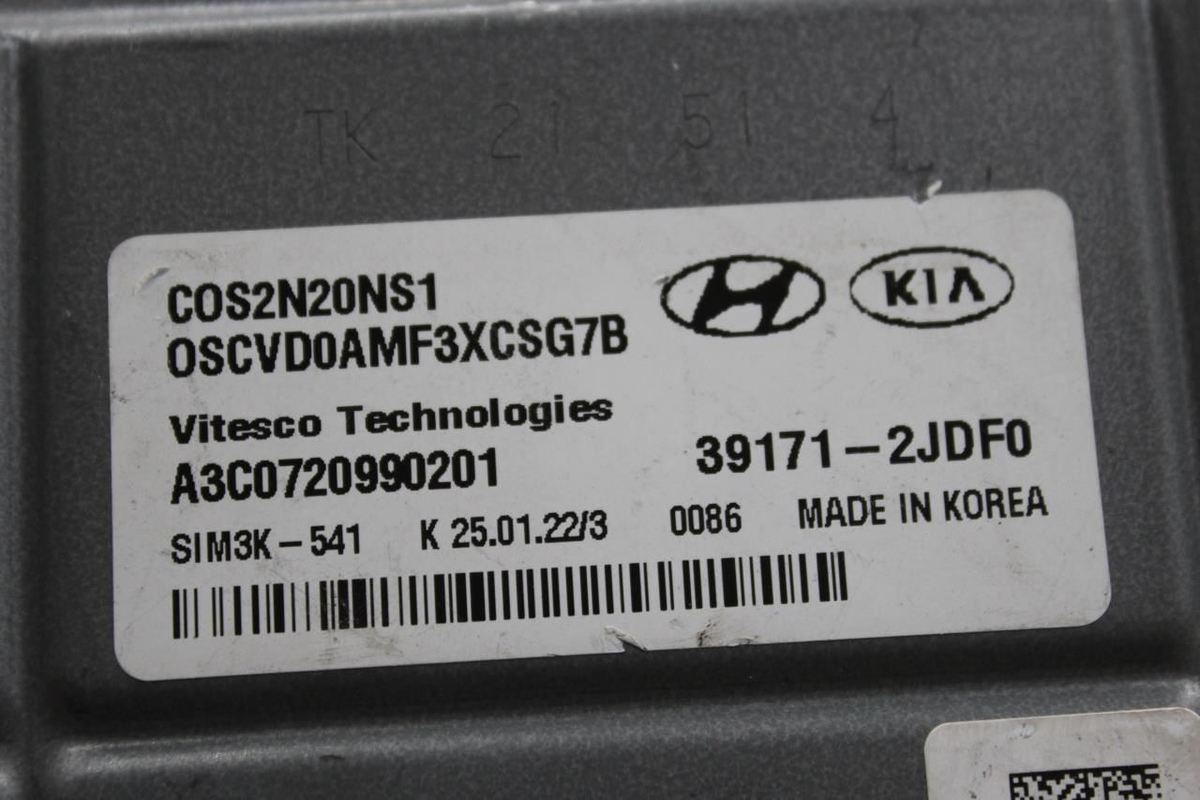 TK 21 51 4
COS2N20NS1
OSCVD0AMF3XCSG7B
KIA
Vitesco Technologies
A3C0720990201
39171-2JDF0
SIM3K-541 K 25.01.22/3 0086 MADE IN KOREA